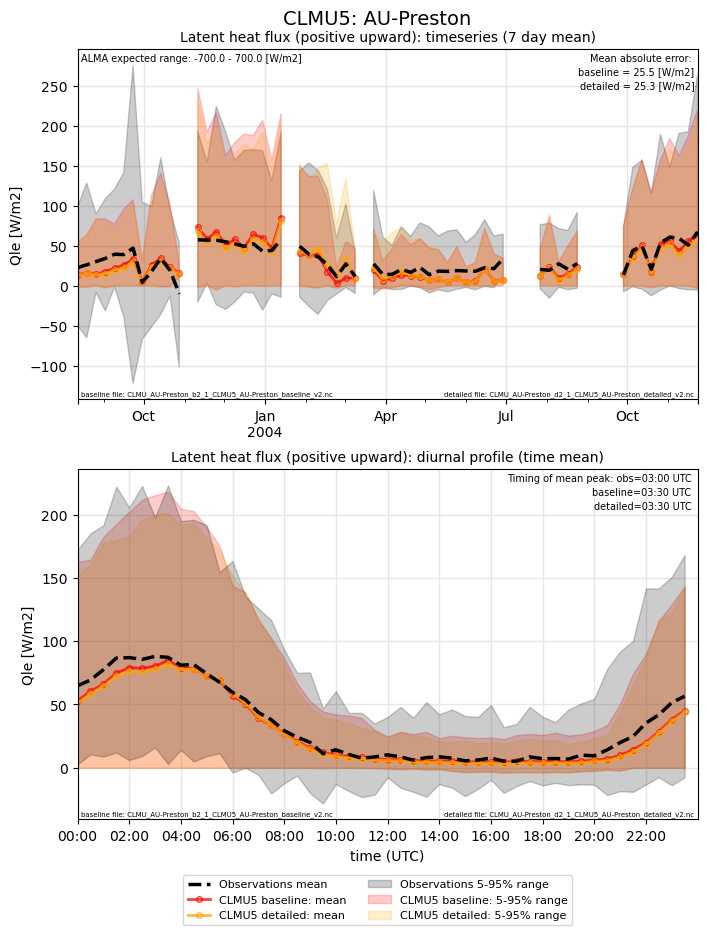 CLMU5: AU-Preston
Latent heat flux (positive upward): timeseries (7 day mean)
ALMA expected range: -700.0 - 700.0 [W/m2]
Mean absolute error:
baseline = 25.5 [W/m2]
detailed = 25.3 [W/m2]
Qle [W/m2]
250
200
150
100
50
0
−50
−100
baseline file: CLMU_AU-Preston_b2_1_CLMU5_AU-Preston_baseline_v2.nc
detailed file: CLMU_AU-Preston_d2_1_CLMU5_AU-Preston_detailed_v2.nc
Oct
Jan
2004
Apr
Jul
Oct
Latent heat flux (positive upward): diurnal profile (time mean)
Timing of mean peak: obs=03:00 UTC
baseline=03:30 UTC
detailed=03:30 UTC
Qle [W/m2]
200
150
100
50
0
baseline file: CLMU_AU-Preston_b2_1_CLMU5_AU-Preston_baseline_v2.nc
detailed file: CLMU_AU-Preston_d2_1_CLMU5_AU-Preston_detailed_v2.nc
00:00 02:00 04:00 06:00 08:00 10:00 12:00 14:00 16:00 18:00 20:00 22:00
time (UTC)
Observations mean
CLMU5 baseline: mean
CLMU5 detailed: mean
Observations 5-95% range
CLMU5 baseline: 5-95% range
CLMU5 detailed: 5-95% range